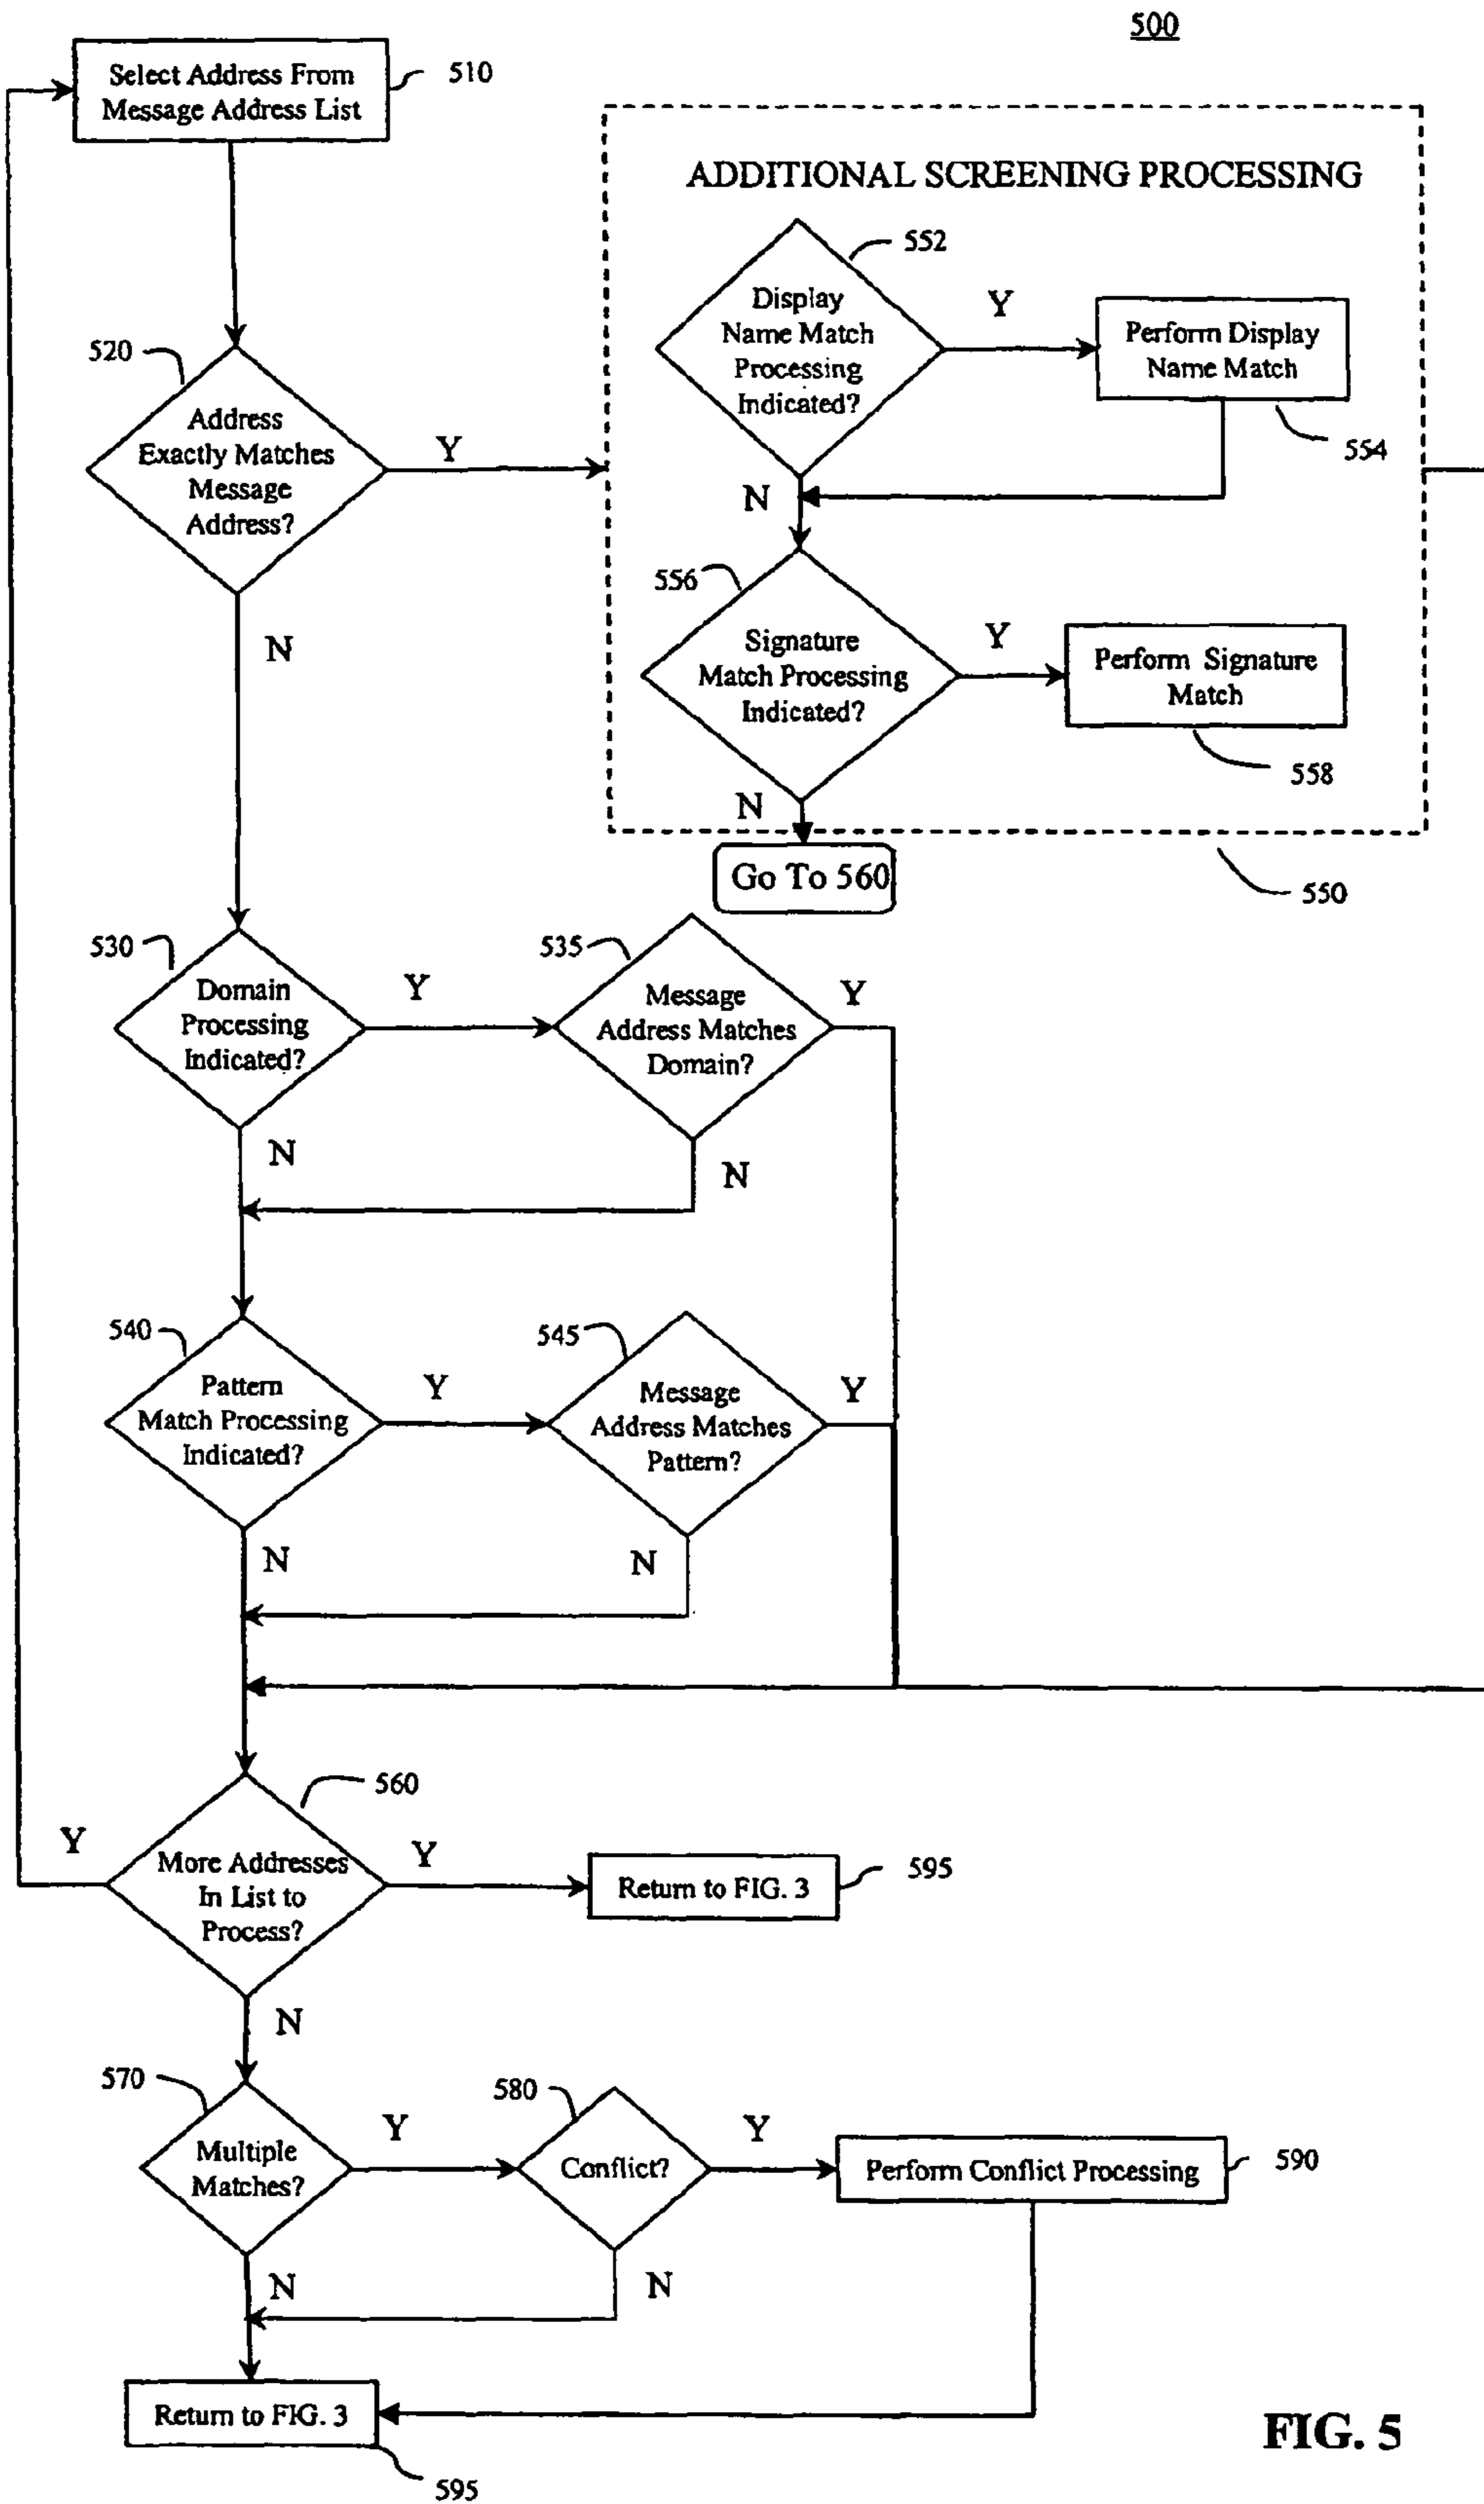 500
Select Address From
Message Address List
510
ADDITIONAL SCREENING PROCESSING
552
Display
Name Match
Processing
Indicated?
Y
Perform Display
Name Match
554
N
520
Address
Exactly Matches
Message
Address?
Y
N
556
Signature
Match Processing
Indicated?
Y
Perform Signature
Match
558
N
Go To 560
550
530
Domain
Processing
Indicated?
Y
N
535
Message
Address Matches
Domain?
Y
N
540
Pattern
Match Processing
Indicated?
Y
N
545
Message
Address Matches
Pattern?
Y
N
560
Y
More Addresses
In List to
Process?
Y
Return to FIG. 3
595
N
570
Multiple
Matches?
Y
N
580
Conflict?
Y
N
Perform Conflict Processing
590
Return to FIG. 3
595
FIG. 5